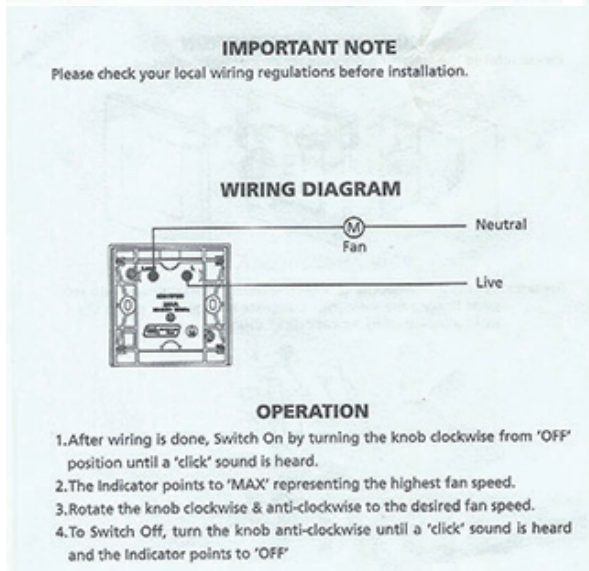 IMPORTANT NOTE
Please check your local wiring regulations before installation.
WIRING DIAGRAM
M
Fan
Neutral
Live
OPERATION
1.After wiring is done, Switch On by turning the knob clockwise from 'OFF'
position until a 'click' sound is heard.
2.The Indicator points to 'MAX' representing the highest fan speed.
3.Rotate the knob clockwise & anti-clockwise to the desired fan speed.
4.To Switch Off, turn the knob anti-clockwise until a 'click' sound is heard
and the Indicator points to 'OFF'